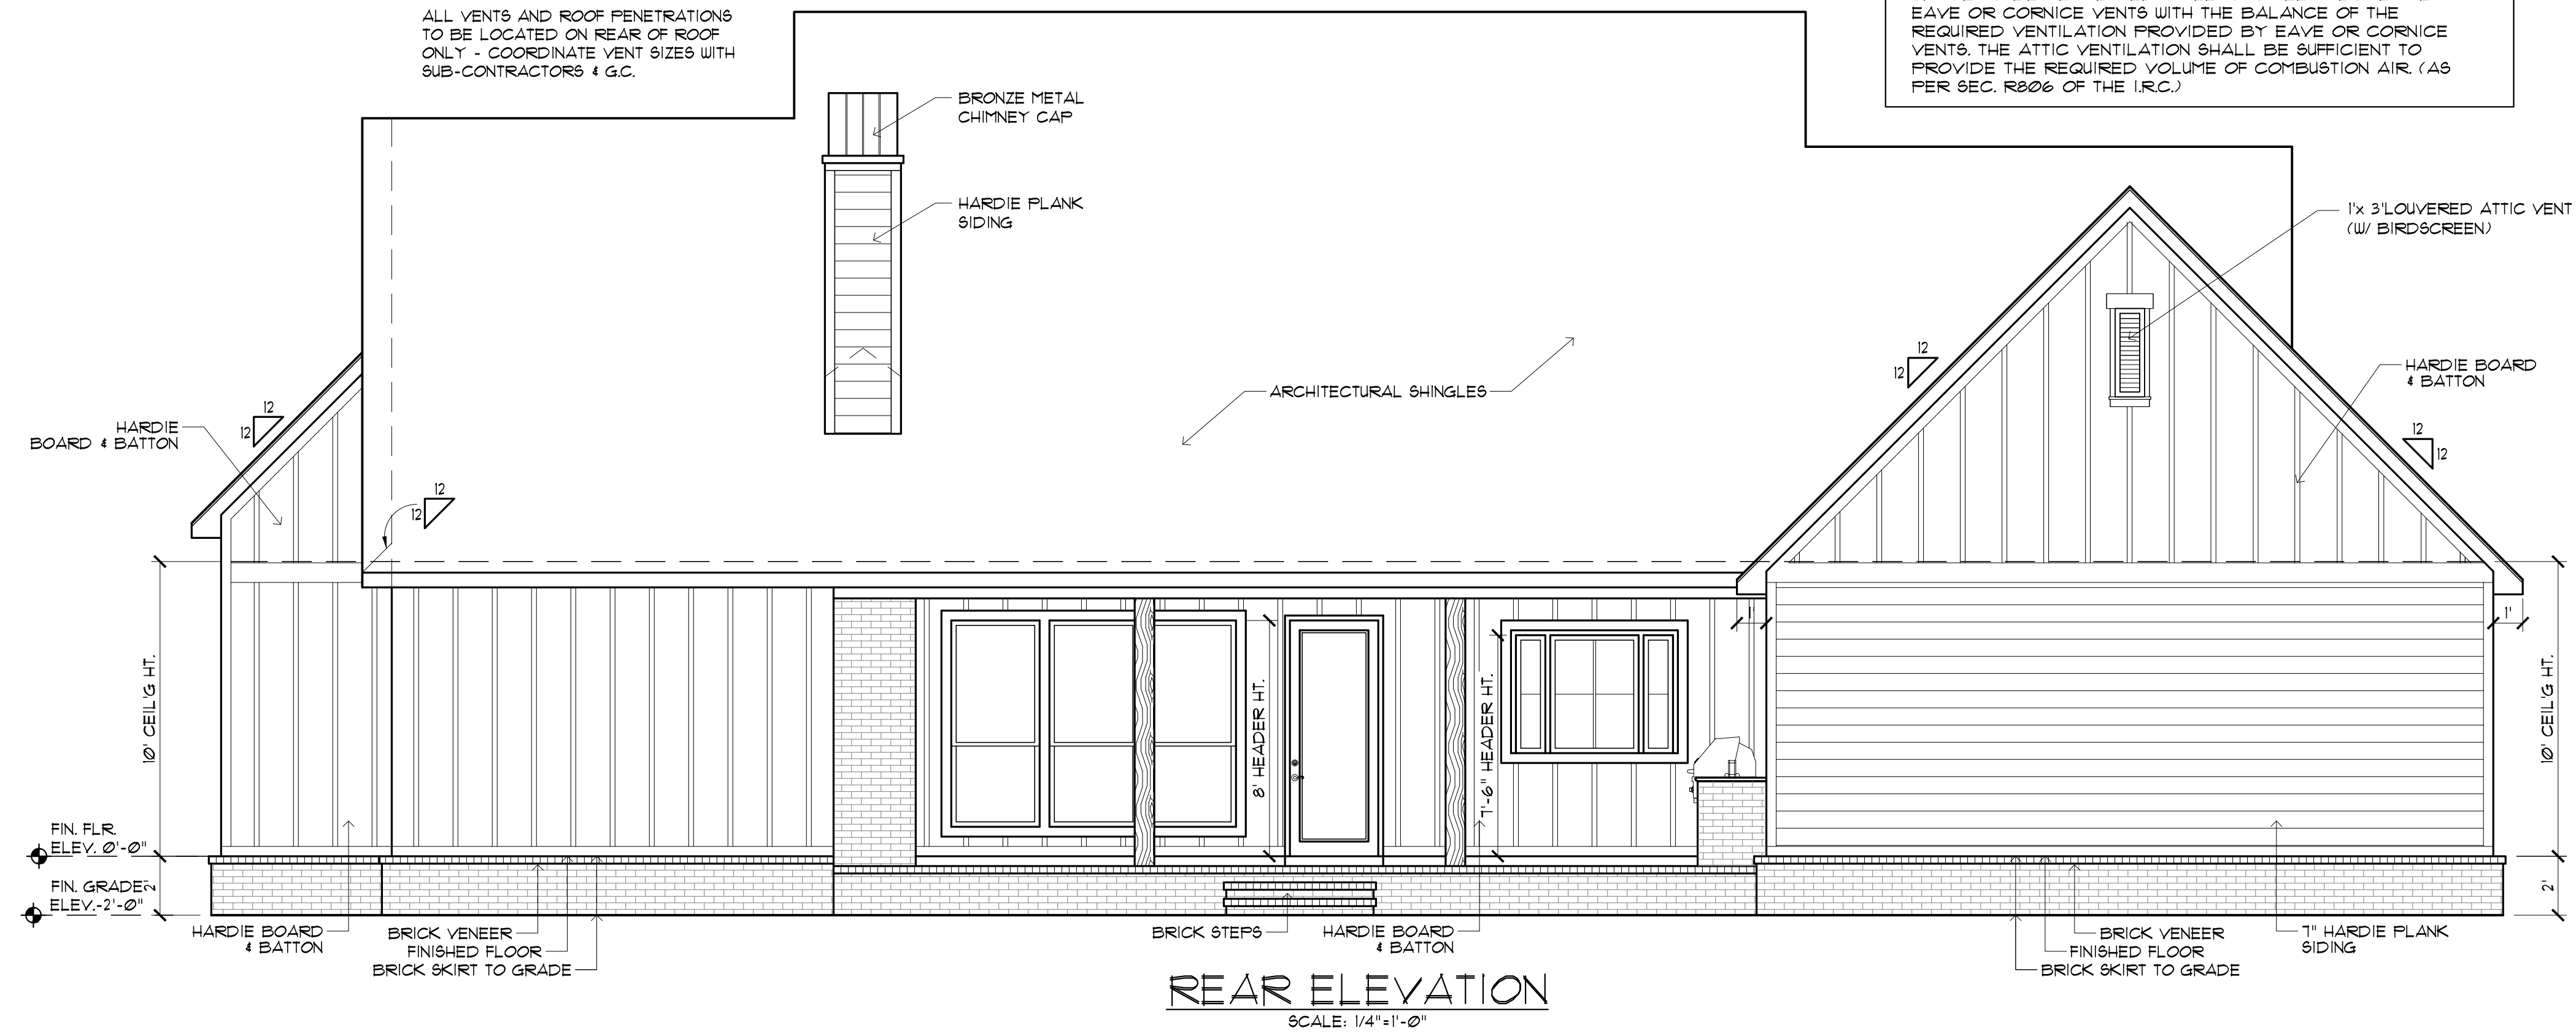 ALL VENTS AND ROOF PENETRATIONS
TO BE LOCATED ON REAR OF ROOF
ONLY - COORDINATE VENT SIZES WITH
SUB-CONTRACTORS & G.C.
EAVE OR CORNICE VENTS WITH THE BALANCE OF THE
REQUIRED VENTILATION PROVIDED BY EAVE OR CORNICE
VENTS. THE ATTIC VENTILATION SHALL BE SUFFICIENT TO
PROVIDE THE REQUIRED VOLUME OF COMBUSTION AIR. (AS
PER SEC. R806 OF THE I.R.C.)
BRONZE METAL
CHIMNEY CAP
HARDIE PLANK
SIDING
1'x 3'LOUVERED ATTIC VENT
(W/ BIRDSCREEN)
12
12
HARDIE BOARD
& BATTON
ARCHITECTURAL SHINGLES
12
12
HARDIE
BOARD & BATTON
12
12
12
12
1'
1'
10' CEIL'G HT.
8' HEADER HT.
7'-6" HEADER HT.
10' CEIL'G HT.
FIN. FLR.
ELEV. 0'-0"
FIN. GRADE
ELEV.-2'-0"
2'
2'
HARDIE BOARD
& BATTON
BRICK VENEER
FINISHED FLOOR
BRICK SKIRT TO GRADE
BRICK STEPS
HARDIE BOARD
& BATTON
BRICK VENEER
FINISHED FLOOR
BRICK SKIRT TO GRADE
7" HARDIE PLANK
SIDING
REAR ELEVATION
SCALE: 1/4"=1'-0"